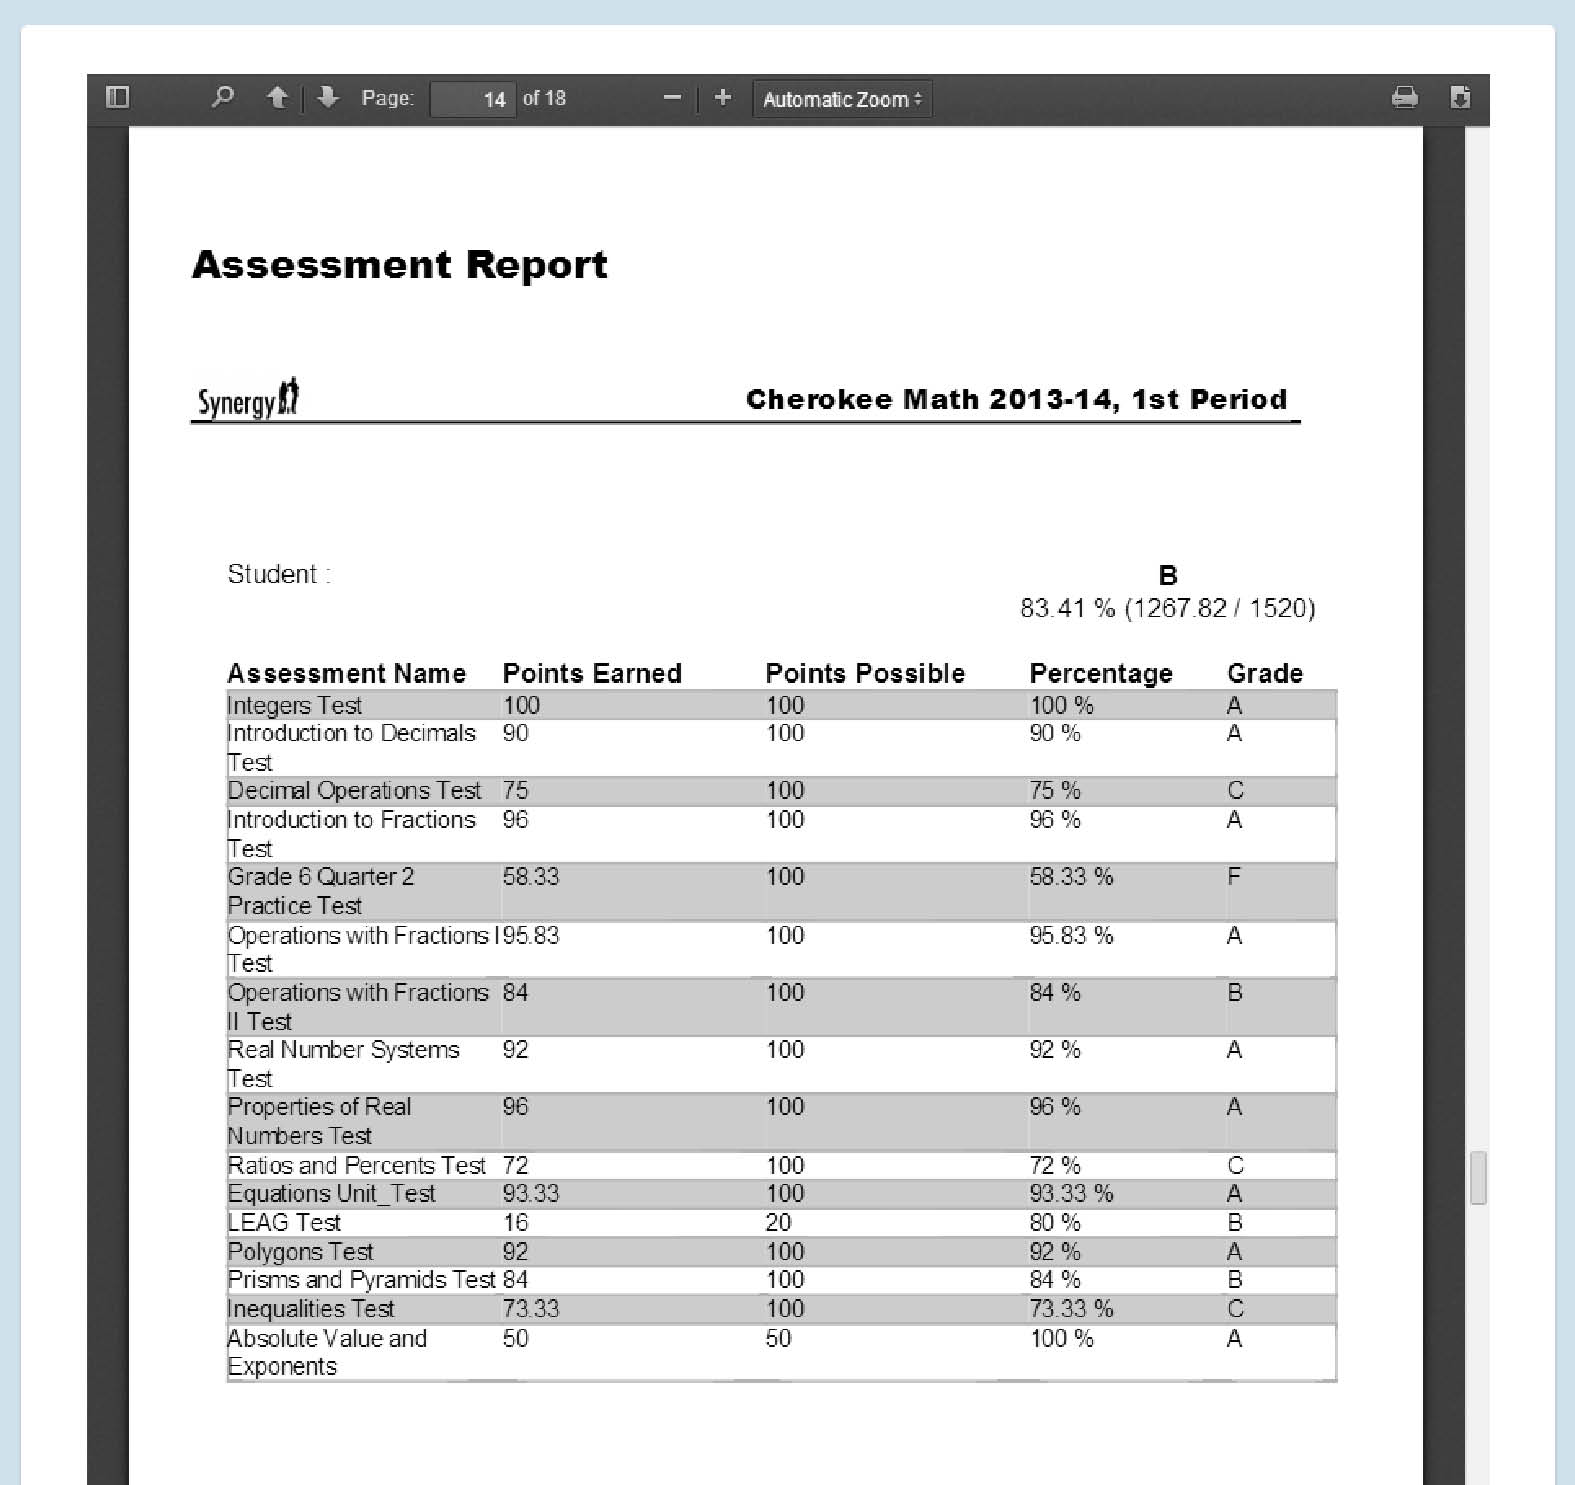 Page: 14 of 18 Automatic Zoom
Assessment Report
Synergy Cherokee Math 2013-14, 1st Period
Student : B
83.41 % (1267.82 / 1520)
Assessment Name Points Earned Points Possible Percentage Grade
Integers Test 100 100 100 % A
Introduction to Decimals 90 100 90 % A
Test
Decimal Operations Test 75 100 75 % C
Introduction to Fractions 96 100 96 % A
Test
Grade 6 Quarter 2 58.33 100 58.33 % F
Practice Test
Operations with Fractions I 95.83 100 95.83 % A
Test
Operations with Fractions 84 100 84 % B
II Test
Real Number Systems 92 100 92 % A
Test
Properties of Real 96 100 96 % A
Numbers Test
Ratios and Percents Test 72 100 72 % C
Equations Unit_Test 93.33 100 93.33 % A
LEAG Test 16 20 80 % B
Polygons Test 92 100 92 % A
Prisms and Pyramids Test 84 100 84 % B
Inequalities Test 73.33 100 73.33 % C
Absolute Value and 50 50 100 % A
Exponents